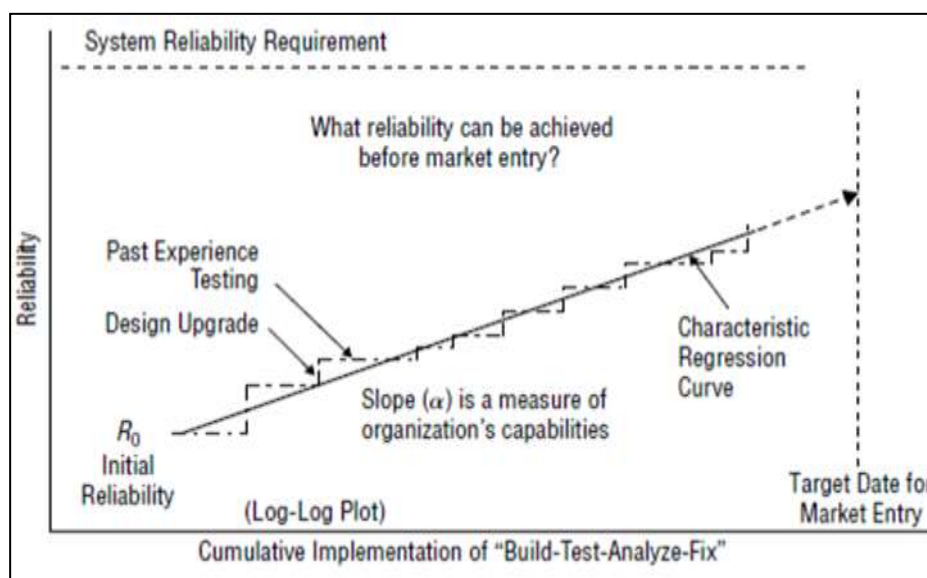 System Reliability Requirement
What reliability can be achieved
before market entry?
Past Experience
Testing
Design Upgrade
Reliability
Characteristic
Regression
Curve
Slope (α) is a measure of
organization's capabilities
R₀
Initial
Reliability
(Log-Log Plot)
Target Date for
Market Entry
Cumulative Implementation of “Build-Test-Analyze-Fix”